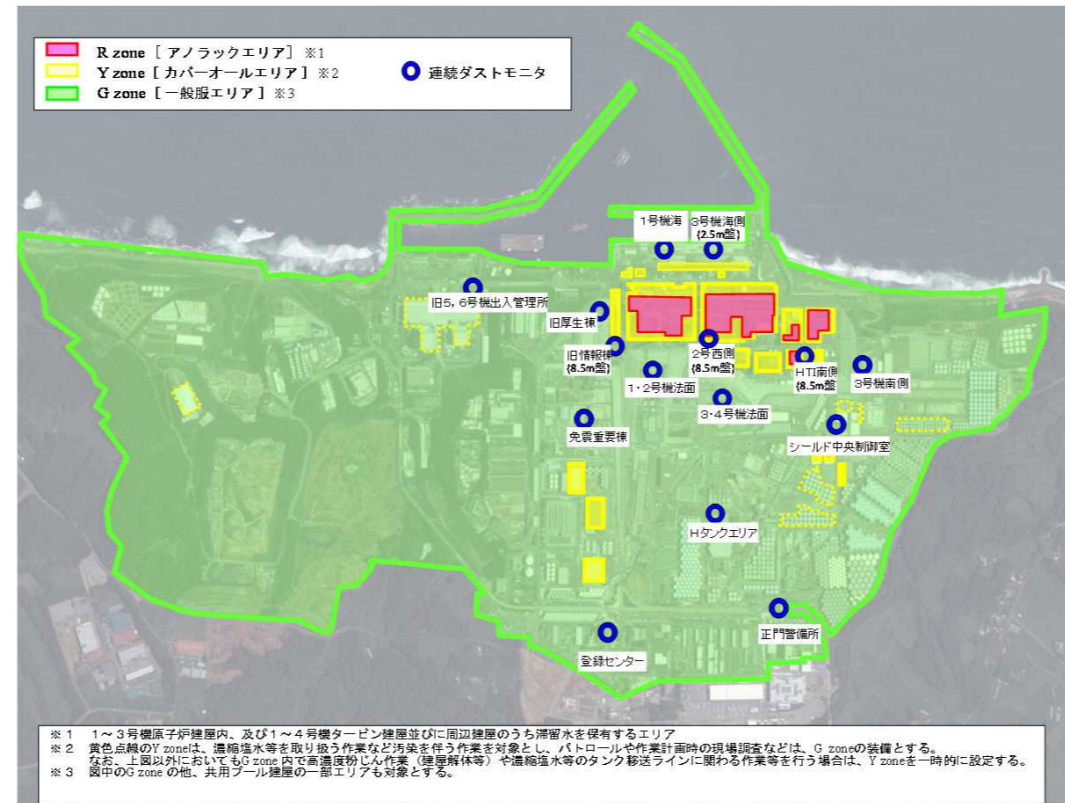 R zone [ アノラックエリア] ※1
Y zone [ カバーオールエリア] ※2
G zone [ 一般服エリア] ※3
連続ダストモニタ
1号機海
3号機海側
(2.5m盤)
旧5，6号機出入管理所
旧厚生棟
旧情報棟
(8.5m盤)
2号西側
(8.5m盤)
HTI南側
(8.5m盤)
3号機南側
1・2号機法面
3・4号機法面
免震重要棟
シールド中央制御室
Hタンクエリア
正門警備所
登録センター
※1　1～3号機原子炉建屋内、及び1～4号機タービン建屋並びに周辺建屋のうち滞留水を保有するエリア
※2　黄色点線のY zoneは、濃縮塩水等を取り扱う作業など汚染を伴う作業を対象とし、パトロールや作業計画時の現場調査などは、G zoneの装備とする。
なお、上図以外においてもG zone 内で高濃度粉じん作業（建屋解体等）や濃縮塩水等のタンク移送ラインに関わる作業等を行う場合は、Y zoneを一時的に設定する。
※3　図中のG zone の他、共用プール建屋の一部エリアも対象とする。